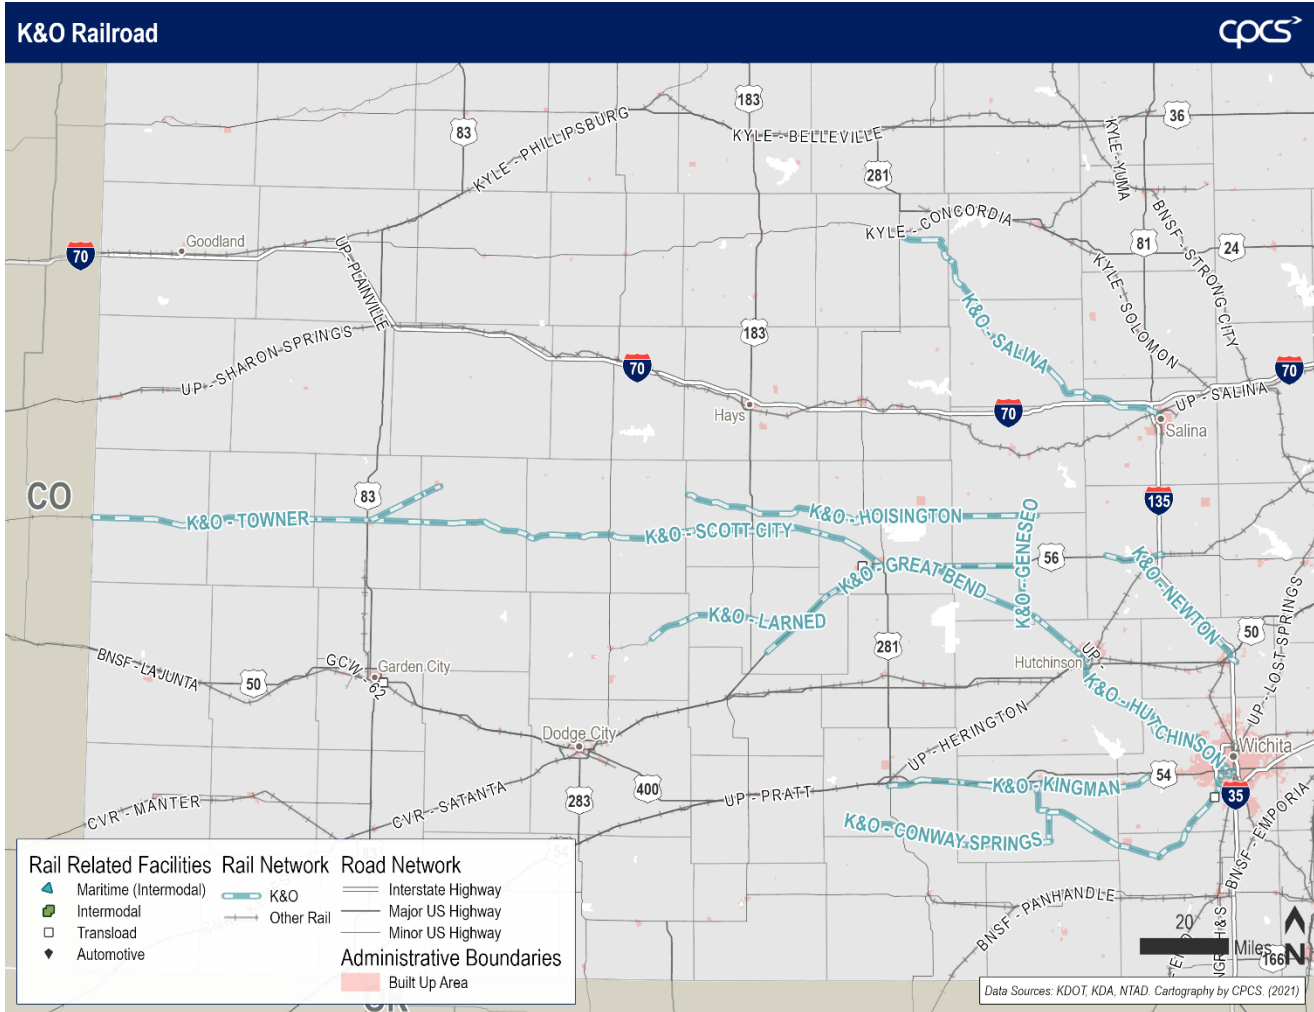 K&O Railroad
cpcs
183
83
36
KYLE - PHILLIPSBURG
KYLE - BELLEVILLE
KYLE-YUMA
281
BNSF - STRONG CITY
KYLE - CONCORDIA
Goodland
70
UP-PLAINVILLE
81
24
KYLE - SOLOMON
K&O - SALINA
183
UP - SHARON SPRINGS
70
70
Hays
70
UP - SALINA
Salina
CO
83
135
K&O - TOWNER
K&O - HOISINGTON
K&O - SCOTT CITY
K&O - GENESEO
56
K&O - GREAT BEND
K&O - NEWTON
K&O - LARNED
UP - LOST SPRINGS
50
281
BNSF - LAJUNTA
GCW - 62
Garden City
50
Hutchinson
UP -
K&O - HUTCHINSON
UP - HERINGTON
Dodge City
Wichita
54
K&O - KINGMAN
400
283
UP - PRATT
35
CVR - MANTER
CVR - SATANTA
K&O - CONWAY SPRINGS
BNSF - EMPORIA
BNSF - PANHANDLE
54
83
Rail Related Facilities
Maritime (Intermodal)
Intermodal
Transload
Automotive
Rail Network
K&O
Other Rail
Road Network
Interstate Highway
Major US Highway
Minor US Highway
Administrative Boundaries
Built Up Area
20
Miles
N
166
Data Sources: KDOT, KDA, NTAD. Cartography by CPCS. (2021)